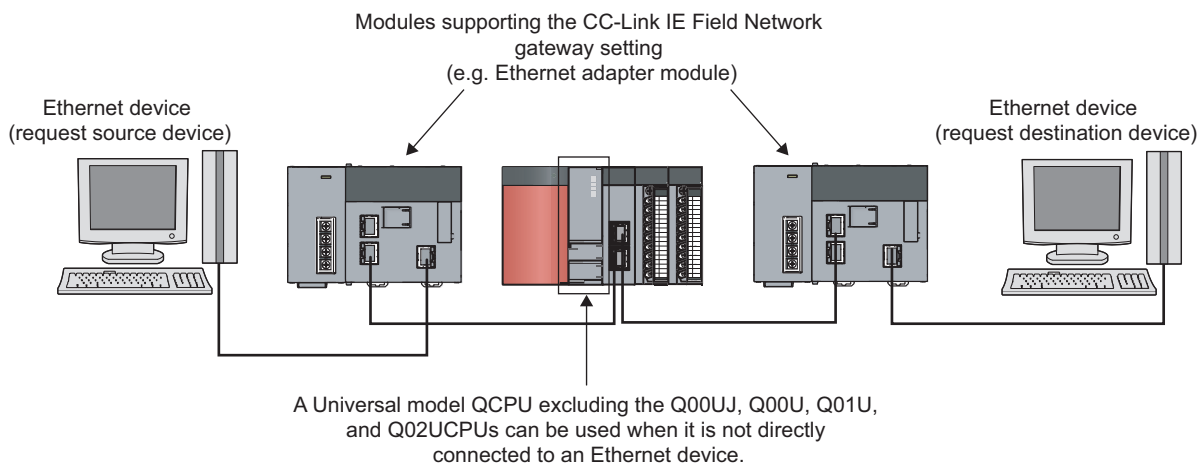 Modules supporting the CC-Link IE Field Network
gateway setting
(e.g. Ethernet adapter module)
Ethernet device
(request source device)
Ethernet device
(request destination device)
A Universal model QCPU excluding the Q00UJ, Q00U, Q01U,
and Q02UCPUs can be used when it is not directly
connected to an Ethernet device.